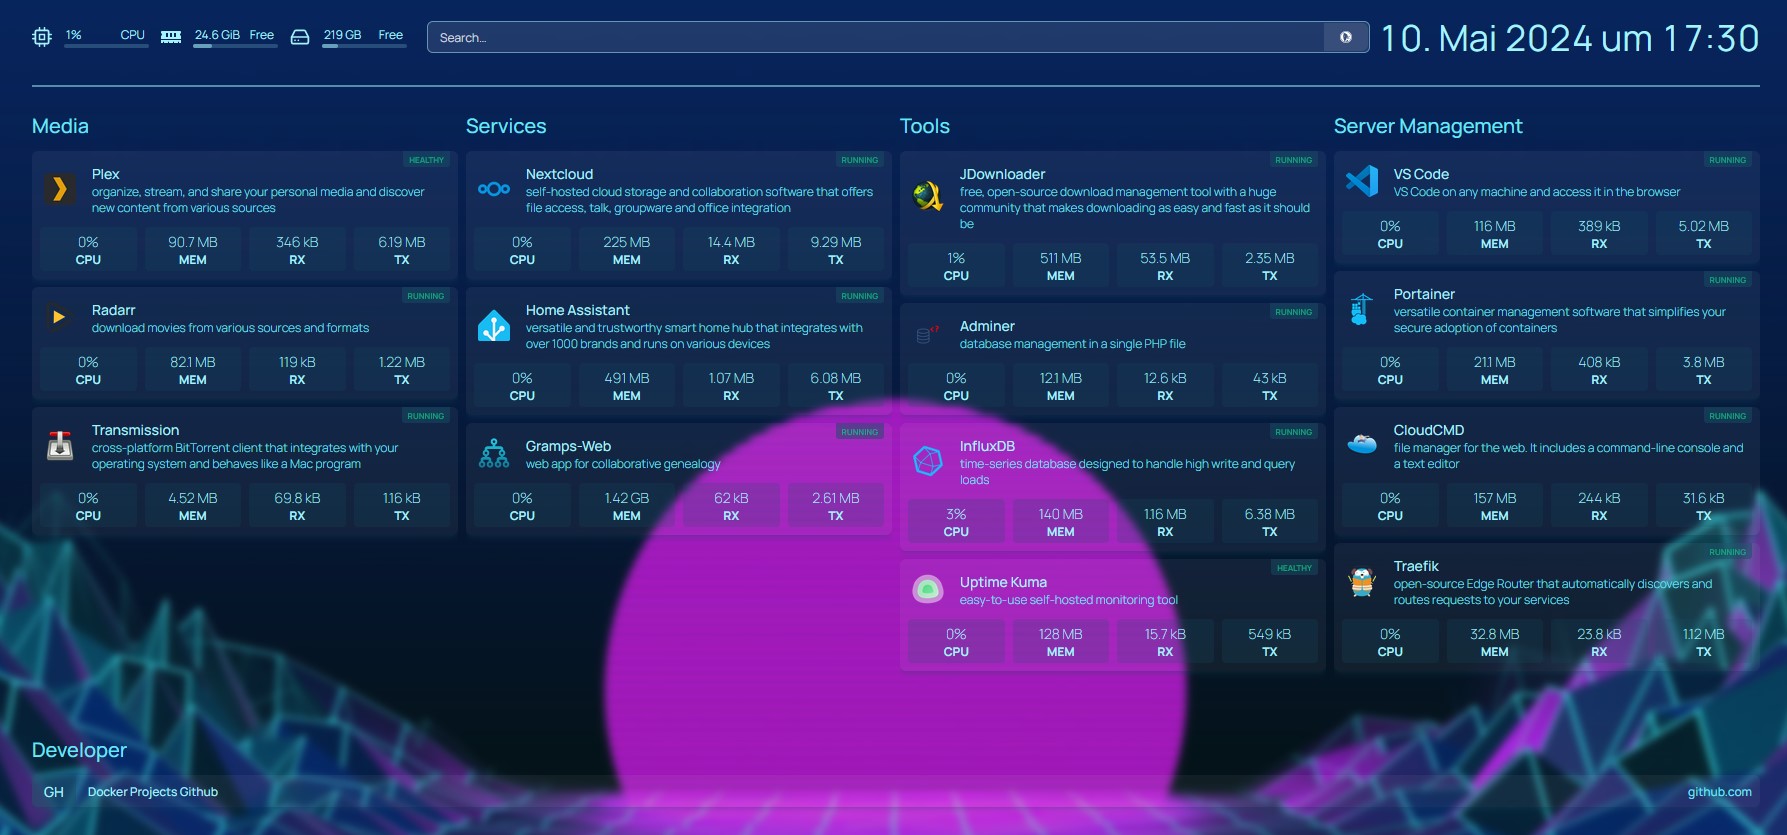 1% CPU 24.6 GiB Free 219 GB Free Search... 10. Mai 2024 um 17:30
Media
HEALTHY
Plex
organize, stream, and share your personal media and discover
new content from various sources
0% 90.7 MB 346 kB 6.19 MB
CPU MEM RX TX
RUNNING
Radarr
download movies from various sources and formats
0% 82.1 MB 119 kB 1.22 MB
CPU MEM RX TX
RUNNING
Transmission
cross-platform BitTorrent client that integrates with your
operating system and behaves like a Mac program
0% 4.52 MB 69.8 kB 1.16 kB
CPU MEM RX TX
Services
RUNNING
Nextcloud
self-hosted cloud storage and collaboration software that offers
file access, talk, groupware and office integration
0% 225 MB 14.4 MB 9.29 MB
CPU MEM RX TX
RUNNING
Home Assistant
versatile and trustworthy smart home hub that integrates with
over 1000 brands and runs on various devices
0% 491 MB 1.07 MB 6.08 MB
CPU MEM RX TX
RUNNING
Gramps-Web
web app for collaborative genealogy
0% 1.42 GB 62 kB 2.61 MB
CPU MEM RX TX
Tools
RUNNING
JDownloader
free, open-source download management tool with a huge
community that makes downloading as easy and fast as it should
be
1% 511 MB 53.5 MB 2.35 MB
CPU MEM RX TX
RUNNING
Adminer
database management in a single PHP file
0% 12.1 MB 12.6 kB 43 kB
CPU MEM RX TX
RUNNING
InfluxDB
time-series database designed to handle high write and query
loads
3% 140 MB 1.16 MB 6.38 MB
CPU MEM RX TX
HEALTHY
Uptime Kuma
easy-to-use self-hosted monitoring tool
0% 128 MB 15.7 kB 549 kB
CPU MEM RX TX
Server Management
RUNNING
VS Code
VS Code on any machine and access it in the browser
0% 116 MB 389 kB 5.02 MB
CPU MEM RX TX
RUNNING
Portainer
versatile container management software that simplifies your
secure adoption of containers
0% 21.1 MB 408 kB 3.8 MB
CPU MEM RX TX
RUNNING
CloudCMD
file manager for the web. It includes a command-line console and
a text editor
0% 157 MB 244 kB 31.6 kB
CPU MEM RX TX
RUNNING
Traefik
open-source Edge Router that automatically discovers and
routes requests to your services
0% 32.8 MB 23.8 kB 1.12 MB
CPU MEM RX TX
Developer
GH Docker Projects Github github.com